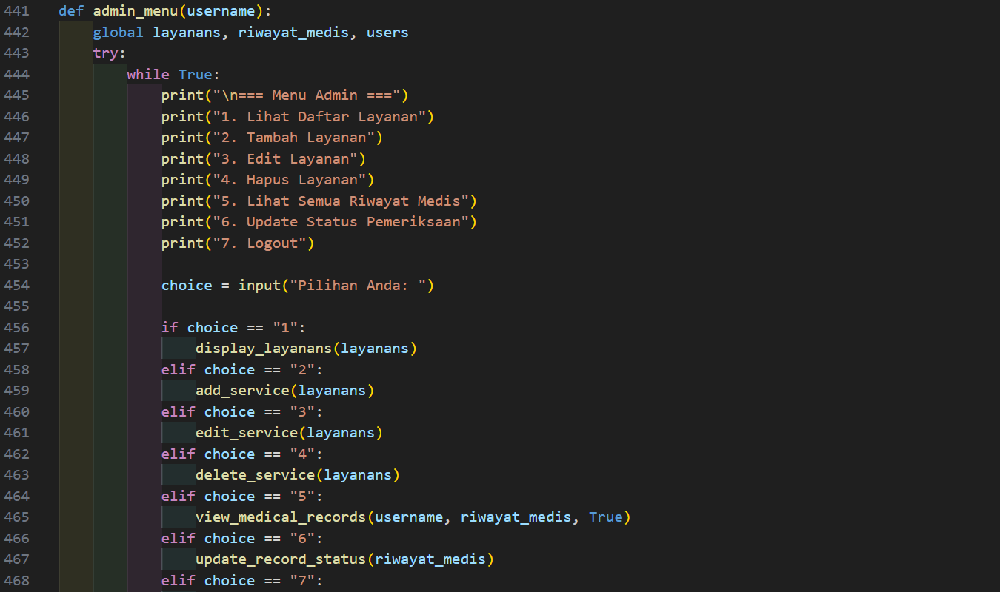 441 def admin_menu(username):
442     global layanans, riwayat_medis, users
443     try:
444         while True:
445             print("\n=== Menu Admin ===")
446             print("1. Lihat Daftar Layanan")
447             print("2. Tambah Layanan")
448             print("3. Edit Layanan")
449             print("4. Hapus Layanan")
450             print("5. Lihat Semua Riwayat Medis")
451             print("6. Update Status Pemeriksaan")
452             print("7. Logout")
453
454             choice = input("Pilihan Anda: ")
455
456             if choice == "1":
457                 display_layanans(layanans)
458             elif choice == "2":
459                 add_service(layanans)
460             elif choice == "3":
461                 edit_service(layanans)
462             elif choice == "4":
463                 delete_service(layanans)
464             elif choice == "5":
465                 view_medical_records(username, riwayat_medis, True)
466             elif choice == "6":
467                 update_record_status(riwayat_medis)
468             elif choice == "7":